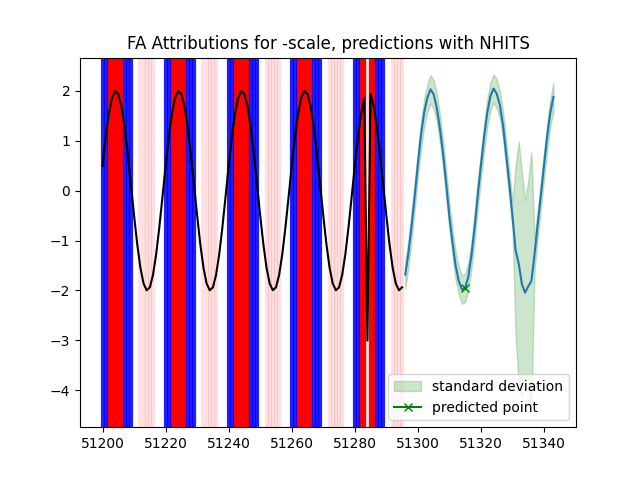 FA Attributions for -scale, predictions with NHITS
2
1
0
−1
−2
−3
−4
standard deviation
predicted point
51200 51220 51240 51260 51280 51300 51320 51340